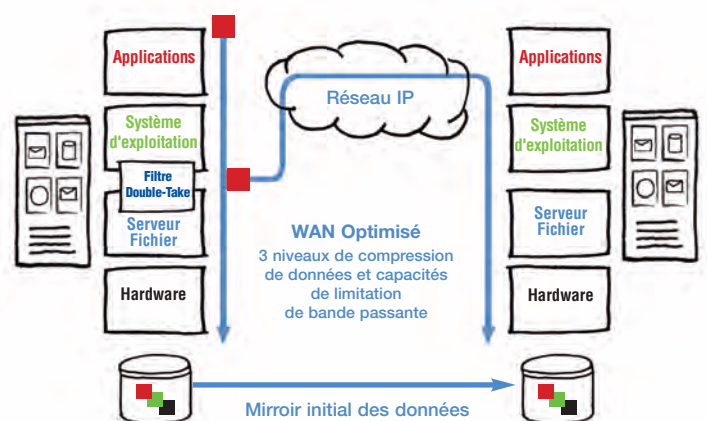 Applications
Système
d'exploitation
Filtre
Double-Take
Serveur
Fichier
Hardware
Réseau IP
WAN Optimisé
3 niveaux de compression
de données et capacités
de limitation
de bande passante
Applications
Système
d'exploitation
Serveur
Fichier
Hardware
Mirroir initial des données